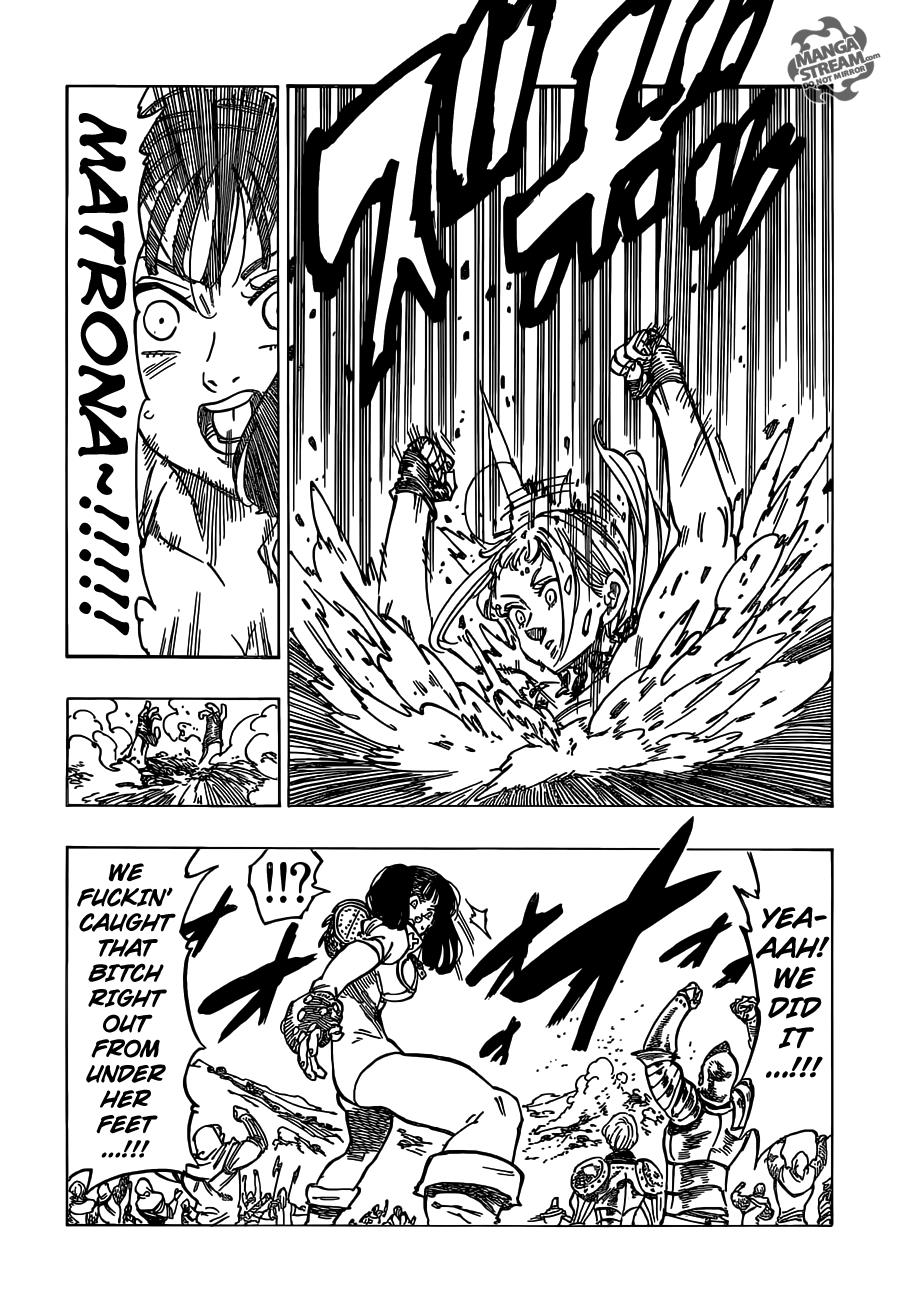 MANGA
STREAM.com
DO NOT MIRROR
MATRONA~!!!!!
!!?
YEA-
AAH!
WE
DID
IT
...!!!
WE
FUCKIN'
CAUGHT
THAT
BITCH
RIGHT
OUT
FROM
UNDER
HER
FEET
...!!!